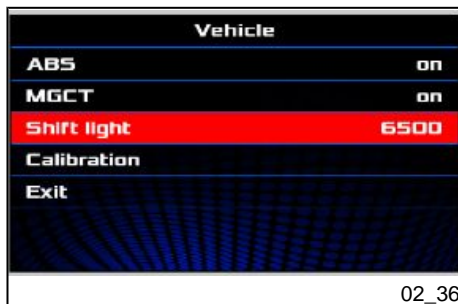 Vehicle
ABS on
MGCT on
Shift light 6500
Calibration
Exit
02_36